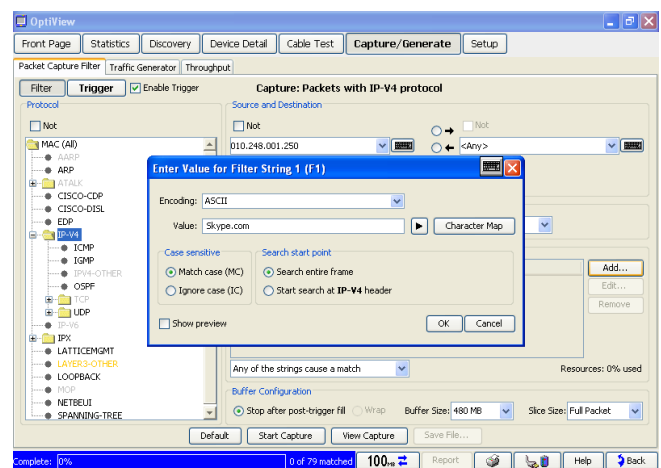 OptiView
Front Page Statistics Discovery Device Detail Cable Test Capture/Generate Setup
Packet Capture Filter Traffic Generator Throughput
Filter Trigger Enable Trigger Capture: Packets with IP-V4 protocol
Protocol Source and Destination
Not Not Not
MAC (All) 010.248.001.250 <Any>
AARP
ARP
ATALK
CISCO-CDP
CISCO-DISL
EDP
IP-V4
ICMP
IGMP
IPV4-OTHER
OSPF
TCP
UDP
IP-V6
IPX
LATTICEMGMT
LAYER3-OTHER
LOOPBACK
MOP
NETBEUI
SPANNING-TREE
Enter Value for Filter String 1 (F1)
Encoding: ASCII
Value: Skype.com Character Map
Case sensitive Search start point
Match case (MC) Search entire frame
Ignore case (IC) Start search at IP-V4 header
Show preview OK Cancel
Add...
Edit...
Remove
Any of the strings cause a match Resources: 0% used
Buffer Configuration
Stop after post-trigger fill Wrap Buffer Size: 480 MB Slice Size: Full Packet
Default Start Capture View Capture Save File...
Complete: 0% 0 of 79 matched 100 Report Help Back